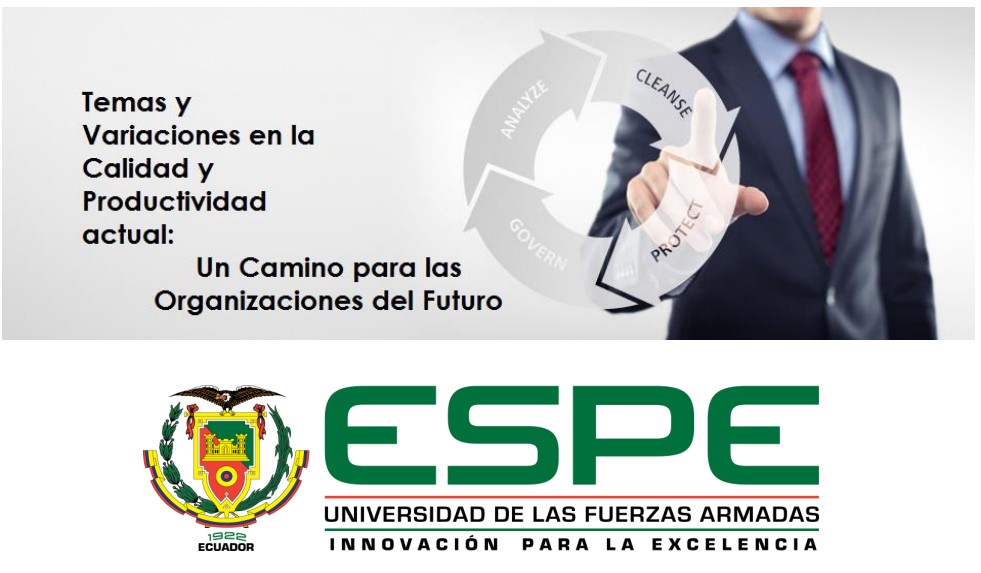 Temas y
Variaciones en la
Calidad y
Productividad
actual:
Un Camino para las
Organizaciones del Futuro
ANALYZE
CLEANSE
GOVERN
PROTECT
ESPE
UNIVERSIDAD DE LAS FUERZAS ARMADAS
INNOVACIÓN PARA LA EXCELENCIA
1922
ECUADOR